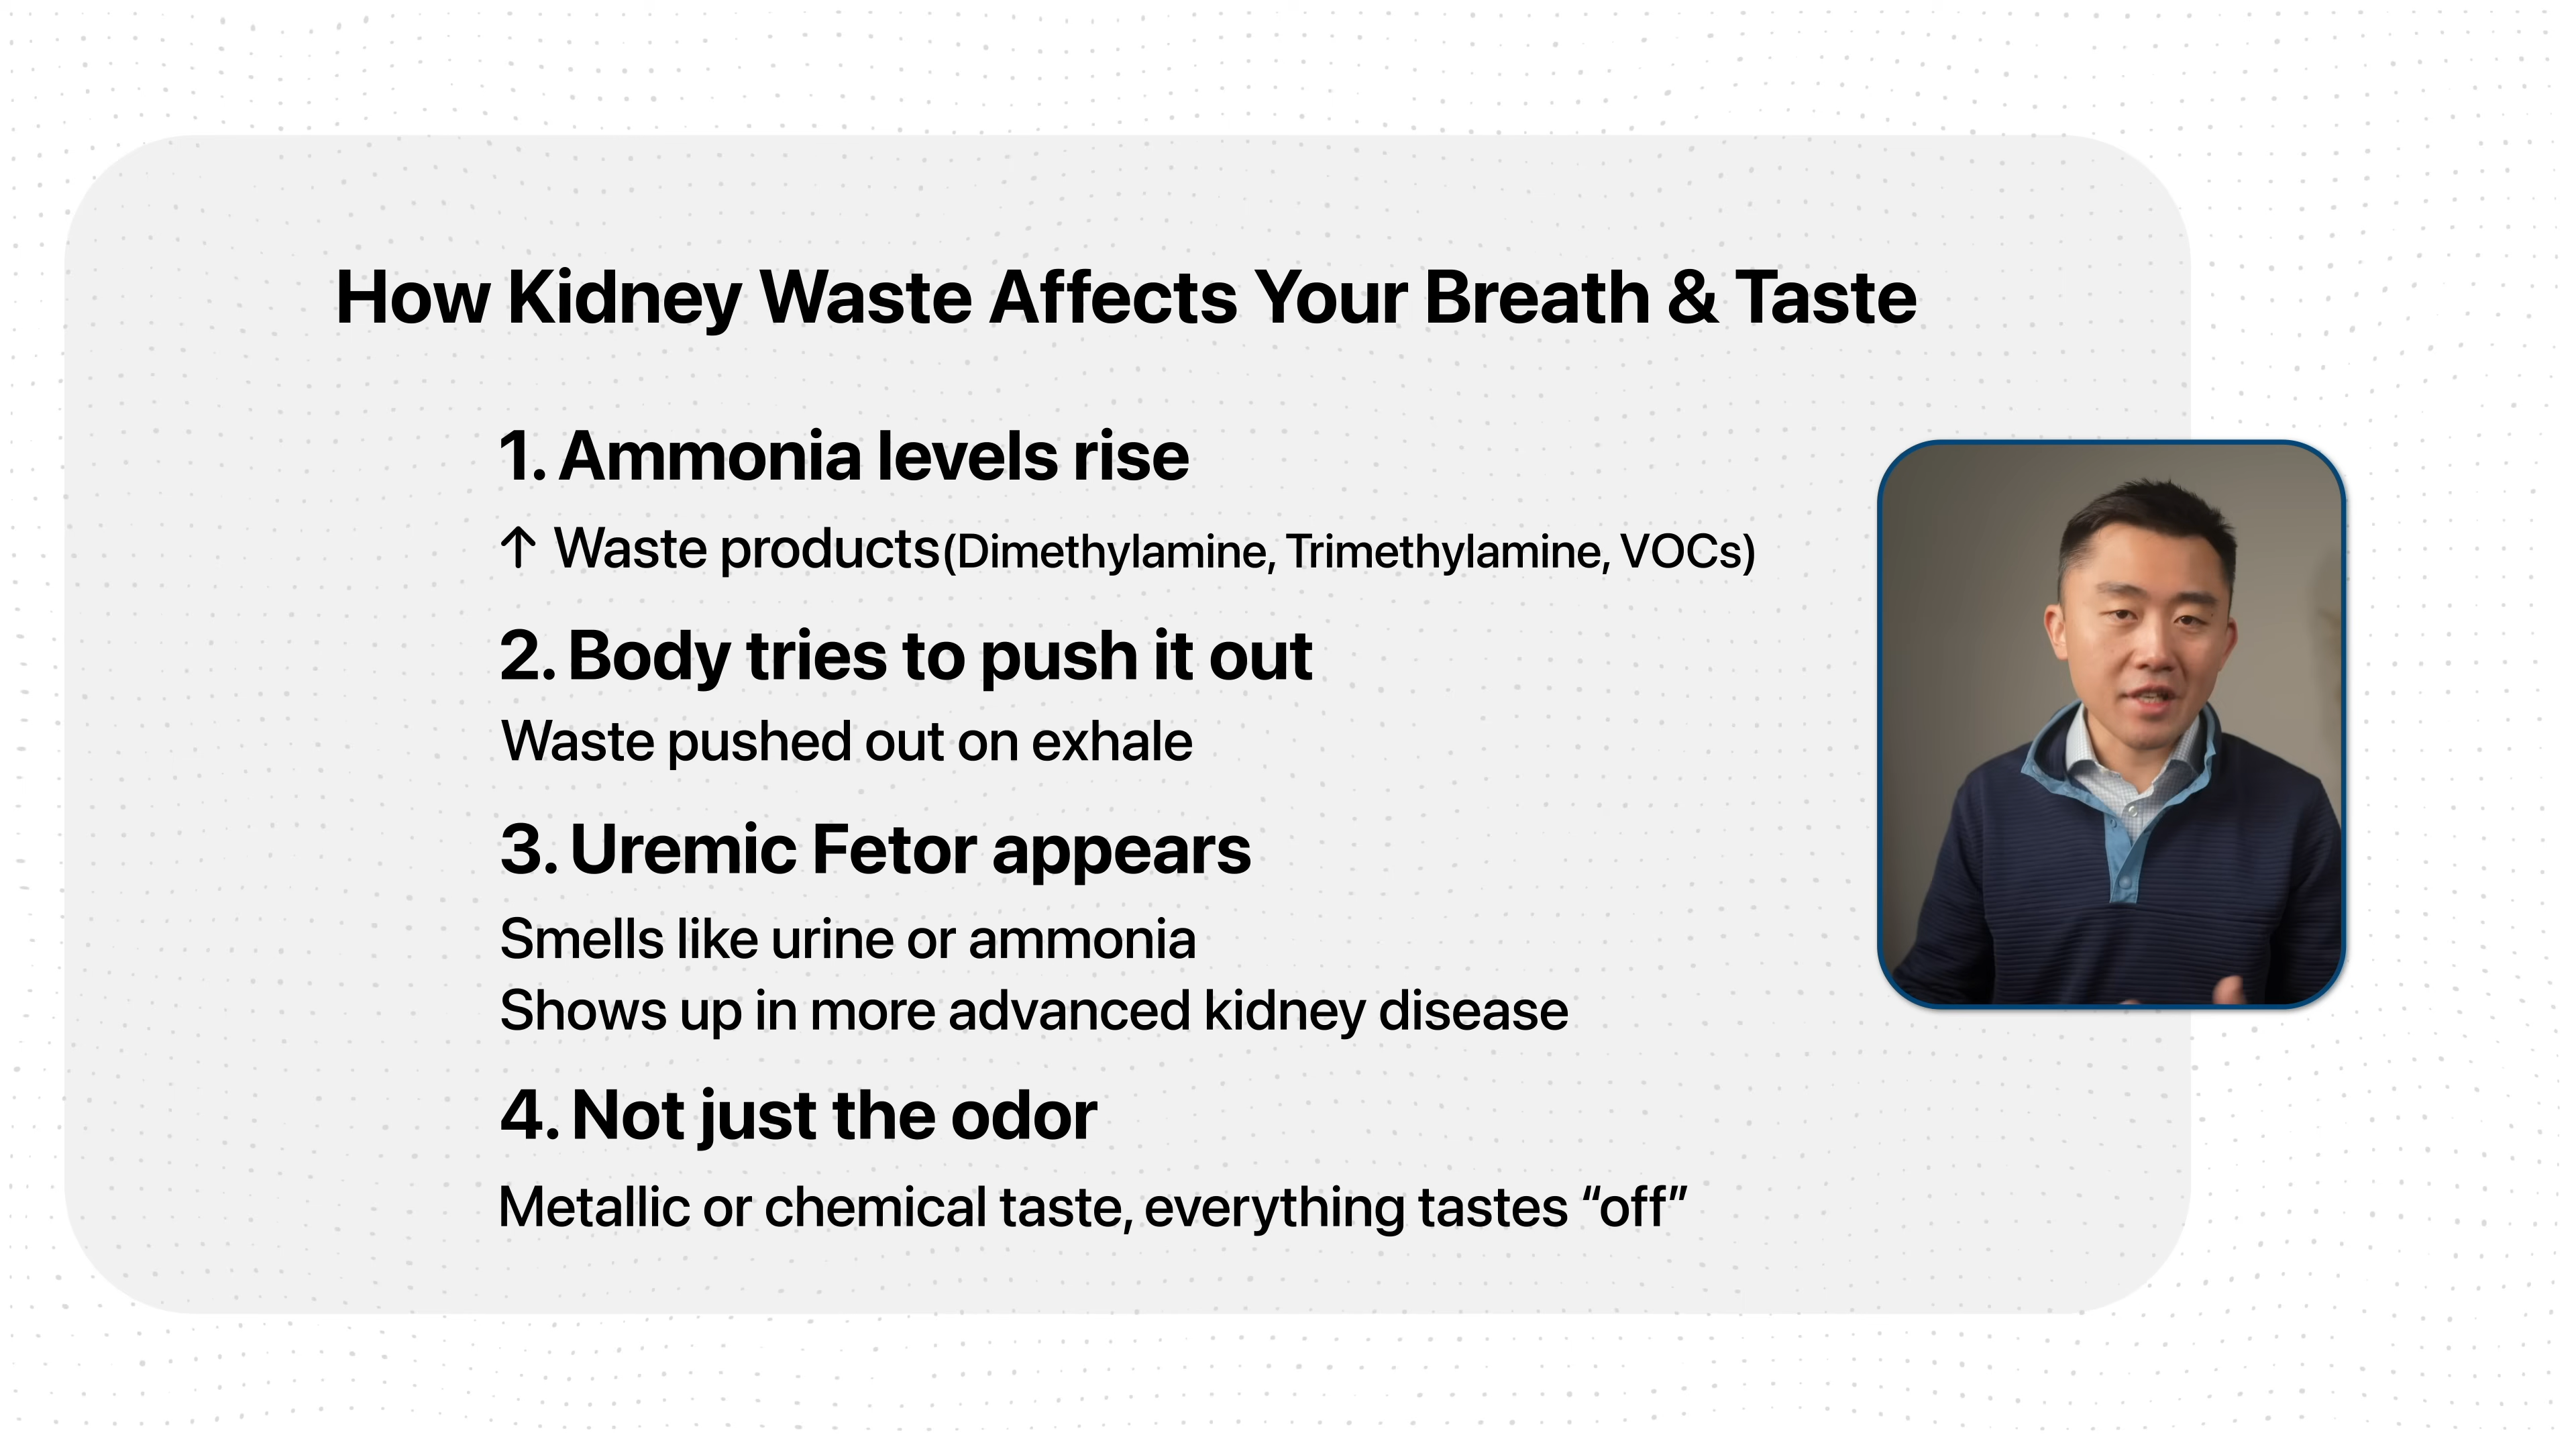 How Kidney Waste Affects Your Breath & Taste
1. Ammonia levels rise
↑ Waste products(Dimethylamine, Trimethylamine, VOCs)
2. Body tries to push it out
Waste pushed out on exhale
3. Uremic Fetor appears
Smells like urine or ammonia
Shows up in more advanced kidney disease
4. Not just the odor
Metallic or chemical taste, everything tastes “off”